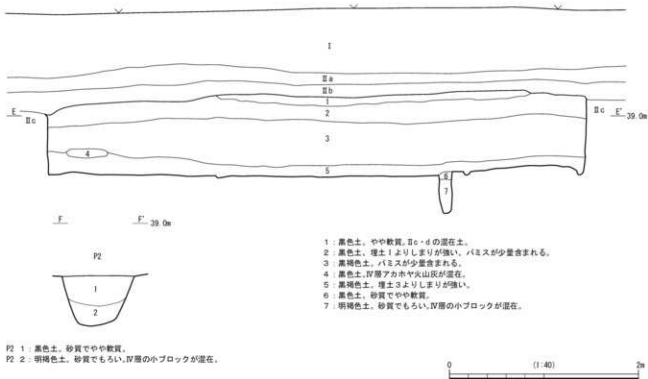 Ⅰ
Ⅱa
Ⅱb
E
Ⅱc
1
2
3
4
5
6
7
Ⅱc
E' 39.0m
F
F' 39.0m
P2
1
2
1：黒色土。やや軟質。Ⅱc・dの混在土。
2：黒色土。埋土1よりしまりが強い。パミスが少量含まれる。
3：黒褐色土。パミスが少量含まれる。
4：黒色土。Ⅳ層アカホヤ火山灰が混在。
5：黒褐色土。埋土3よりしまりが強い。
6：黒色土。砂質でやや軟質。
7：明褐色土。砂質でもろい。Ⅳ層の小ブロックが混在。
P2 1：黒色土。砂質でやや軟質。
P2 2：明褐色土。砂質でもろい。Ⅳ層の小ブロックが混在。
0 (1:40) 2m